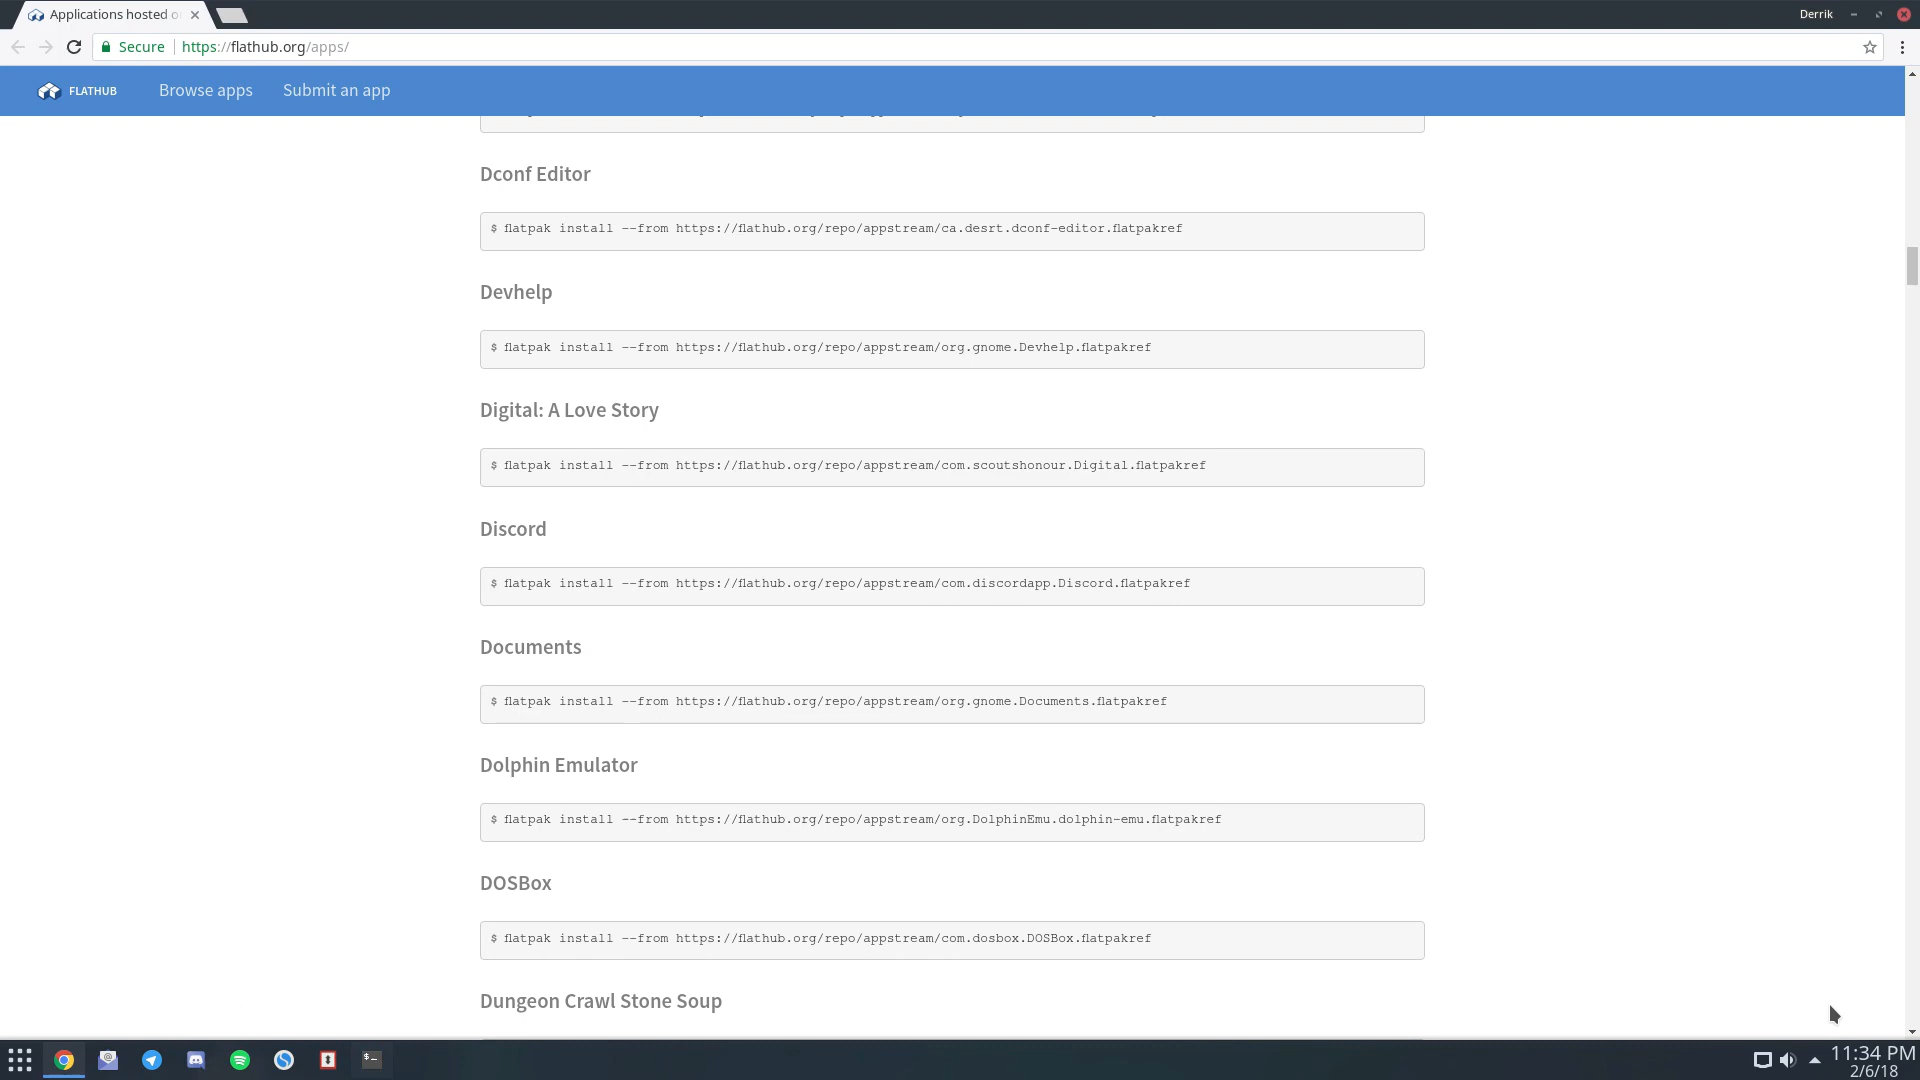 Applications hosted o
Derrik
Secure
https://flathub.org/apps/
FLATHUB
Browse apps
Submit an app
Dconf Editor
$ flatpak install --from https://flathub.org/repo/appstream/ca.desrt.dconf-editor.flatpakref
Devhelp
$ flatpak install --from https://flathub.org/repo/appstream/org.gnome.Devhelp.flatpakref
Digital: A Love Story
$ flatpak install --from https://flathub.org/repo/appstream/com.scoutshonour.Digital.flatpakref
Discord
$ flatpak install --from https://flathub.org/repo/appstream/com.discordapp.Discord.flatpakref
Documents
$ flatpak install --from https://flathub.org/repo/appstream/org.gnome.Documents.flatpakref
Dolphin Emulator
$ flatpak install --from https://flathub.org/repo/appstream/org.DolphinEmu.dolphin-emu.flatpakref
DOSBox
$ flatpak install --from https://flathub.org/repo/appstream/com.dosbox.DOSBox.flatpakref
Dungeon Crawl Stone Soup
11:34 PM
2/6/18